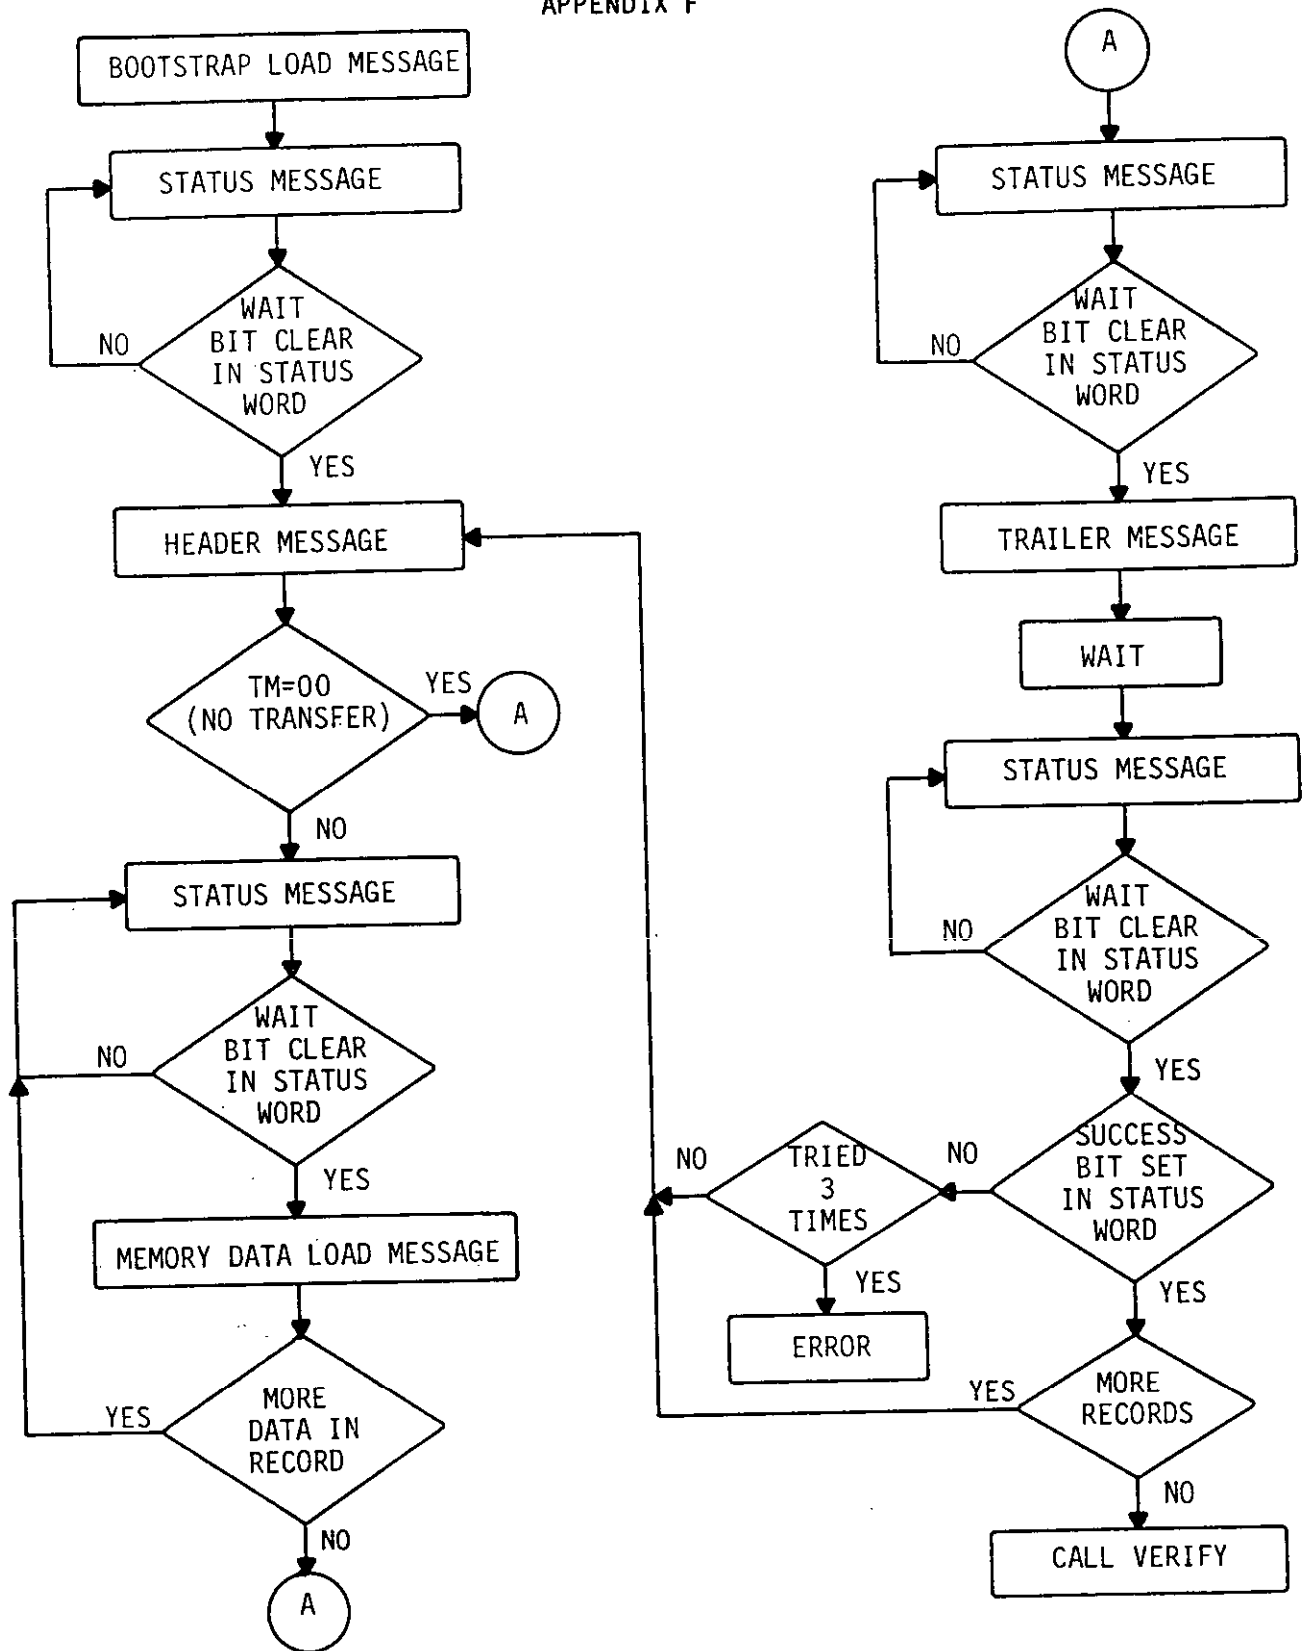 APPENDIX F
BOOTSTRAP LOAD MESSAGE
STATUS MESSAGE
WAIT
BIT CLEAR
IN STATUS
WORD
NO
YES
HEADER MESSAGE
TM=00
(NO TRANSFER)
YES
A
NO
STATUS MESSAGE
WAIT
BIT CLEAR
IN STATUS
WORD
NO
YES
MEMORY DATA LOAD MESSAGE
MORE
DATA IN
RECORD
YES
NO
A
A
STATUS MESSAGE
WAIT
BIT CLEAR
IN STATUS
WORD
NO
YES
TRAILER MESSAGE
WAIT
STATUS MESSAGE
WAIT
BIT CLEAR
IN STATUS
WORD
NO
YES
SUCCESS
BIT SET
IN STATUS
WORD
NO
TRIED
3
TIMES
NO
YES
ERROR
YES
MORE
RECORDS
YES
NO
CALL VERIFY